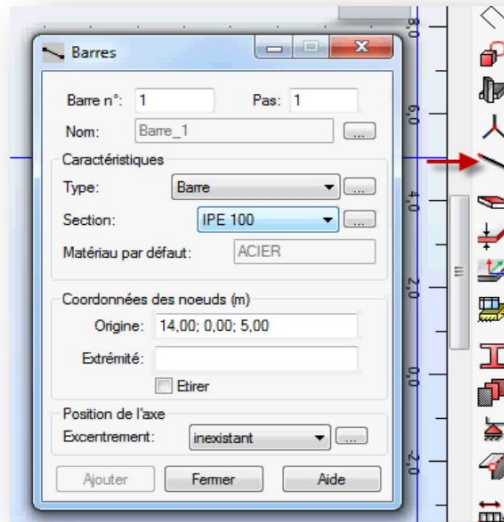 Barres
Barre n°: 1 Pas: 1
Nom: Barre_1 ...
Caractéristiques
Type: Barre ...
Section: IPE 100 ...
Matériau par défaut: ACIER
Coordonnées des noeuds (m)
Origine: 14,00; 0,00; 5,00
Extrémité:
Etirer
Position de l'axe
Excentrement: inexistant ...
Ajouter Fermer Aide
8,0
6,0
4,0
2,0
0,0
-2,0